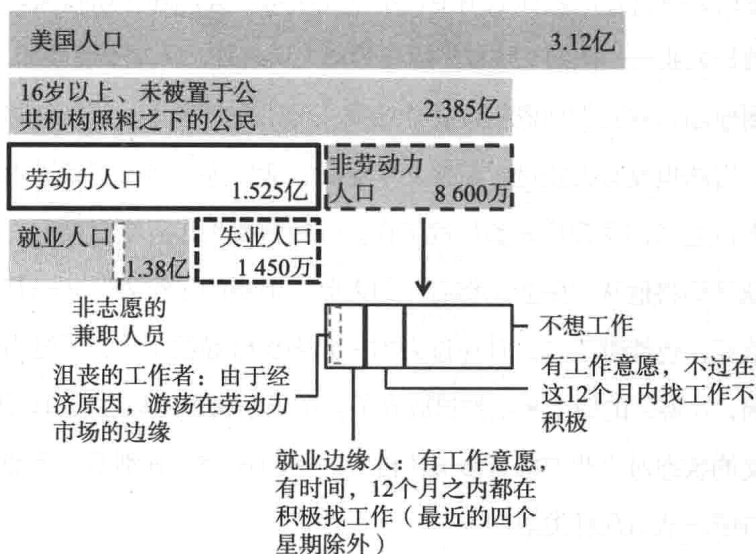 美国人口 3.12亿
16岁以上、未被置于公
共机构照料之下的公民 2.385亿
劳动力人口 1.525亿
非劳动力
人口 8 600万
就业人口
1.38亿
失业人口
1 450万
非志愿的
兼职人员
不想工作
沮丧的工作者：由于经
济原因，游荡在劳动力
市场的边缘
有工作意愿，不过在
这12个月内找工作不
积极
就业边缘人：有工作意愿，
有时间，12个月之内都在
积极找工作（最近的四个
星期除外）